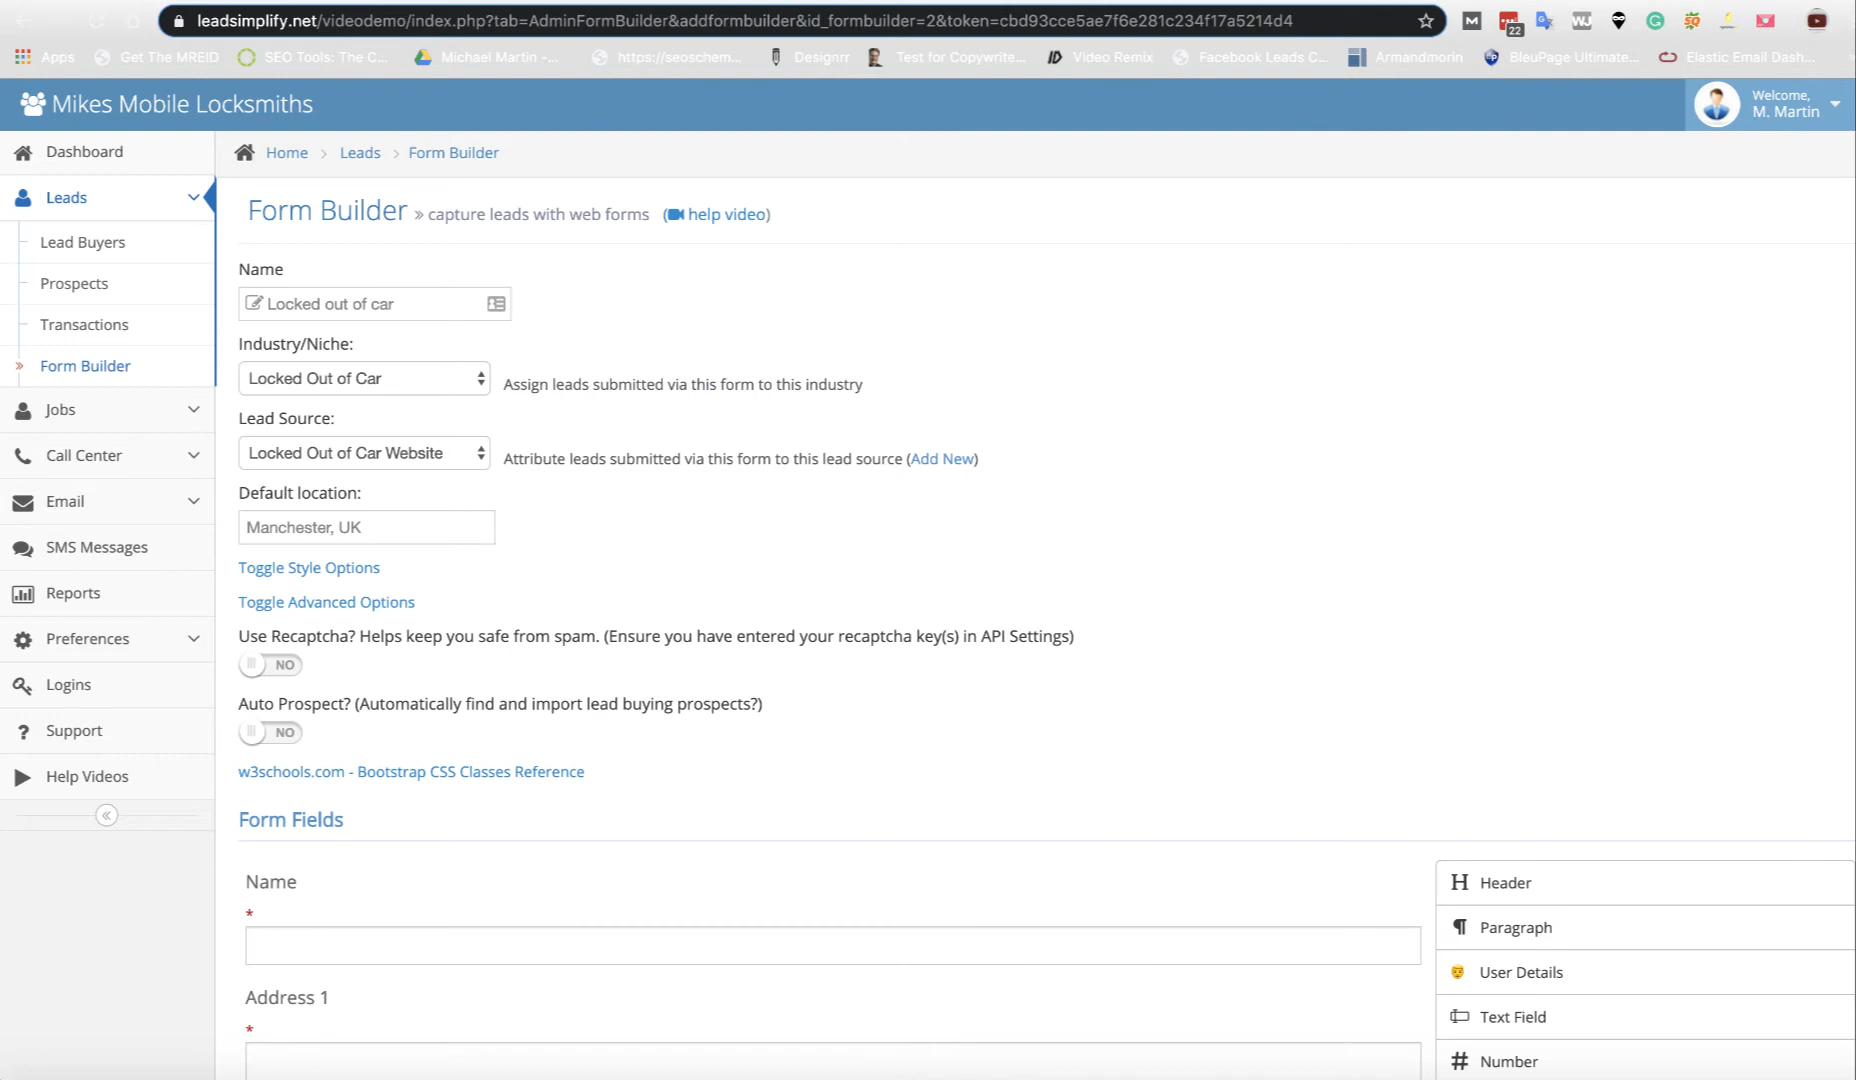 leadsimplify.net/videodemo/index.php?tab=AdminFormBuilder&addformbuilder&id_formbuilder=2&token=cbd93cce5ae7f6e281c234f17a5214d4
22
Apps
Get The MREID
SEO Tools: The C...
Michael Martin -...
https://seoschem...
Designrr
Test for Copywrite...
Video Remix
Facebook Leads C...
Armandmorin
BleuPage Ultimate...
Elastic Email Dash...
Mikes Mobile Locksmiths
Welcome,
M. Martin
Dashboard
Leads
Lead Buyers
Prospects
Transactions
Form Builder
Jobs
Call Center
Email
SMS Messages
Reports
Preferences
Logins
Support
Help Videos
Home > Leads > Form Builder
Form Builder » capture leads with web forms (help video)
Name
Locked out of car
Industry/Niche:
Locked Out of Car
Assign leads submitted via this form to this industry
Lead Source:
Locked Out of Car Website
Attribute leads submitted via this form to this lead source (Add New)
Default location:
Manchester, UK
Toggle Style Options
Toggle Advanced Options
Use Recaptcha? Helps keep you safe from spam. (Ensure you have entered your recaptcha key(s) in API Settings)
NO
Auto Prospect? (Automatically find and import lead buying prospects?)
NO
w3schools.com - Bootstrap CSS Classes Reference
Form Fields
Name
*
Address 1
*
Header
Paragraph
User Details
Text Field
Number